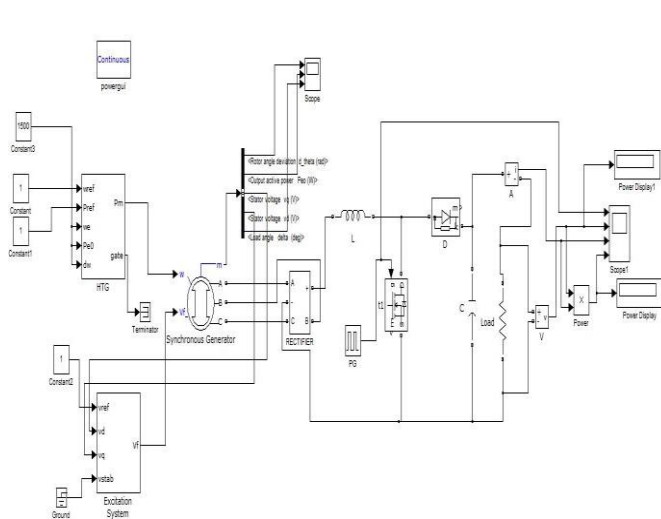 Continuous
powergui
Scope
<Rotor angle deviation d_theta (rad)>
<Output active power Peo (W)>
<Stator voltage vq (V)>
<Stator voltage vd (V)>
<Load angle delta (deg)>
1500
Constant3
1
Constant
1
Constant1
wref
Pref
we
Pe0
dw
Pm
gate
HTG
Terminator
w
Vf
m
A
B
C
Synchronous Generator
A
-
C
+
B
RECTIFIER
L
m
D
+
-
i
A
Power Display1
Scope1
t1
PG
C
Load
+
-
v
V
X
Power
Power Display
1
Constant2
vref
vd
vq
vstab
Vf
Excitation
System
Ground